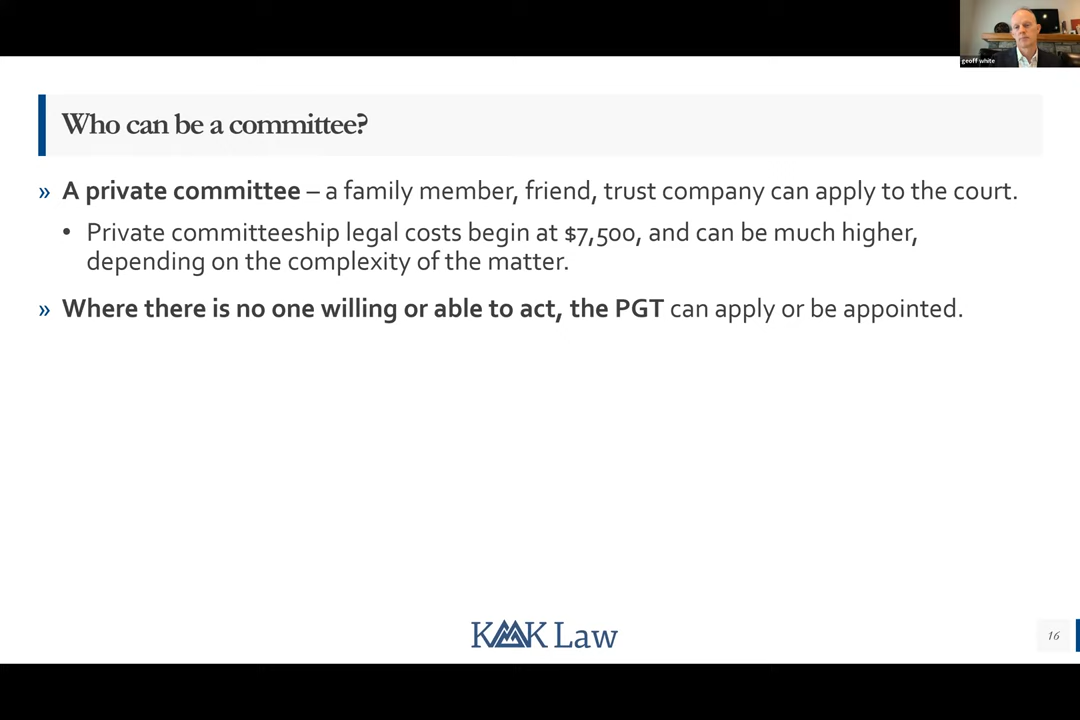 geoff white
Who can be a committee?
» A private committee – a family member, friend, trust company can apply to the court.
• Private committeeship legal costs begin at $7,500, and can be much higher,
depending on the complexity of the matter.
» Where there is no one willing or able to act, the PGT can apply or be appointed.
KMK Law
16